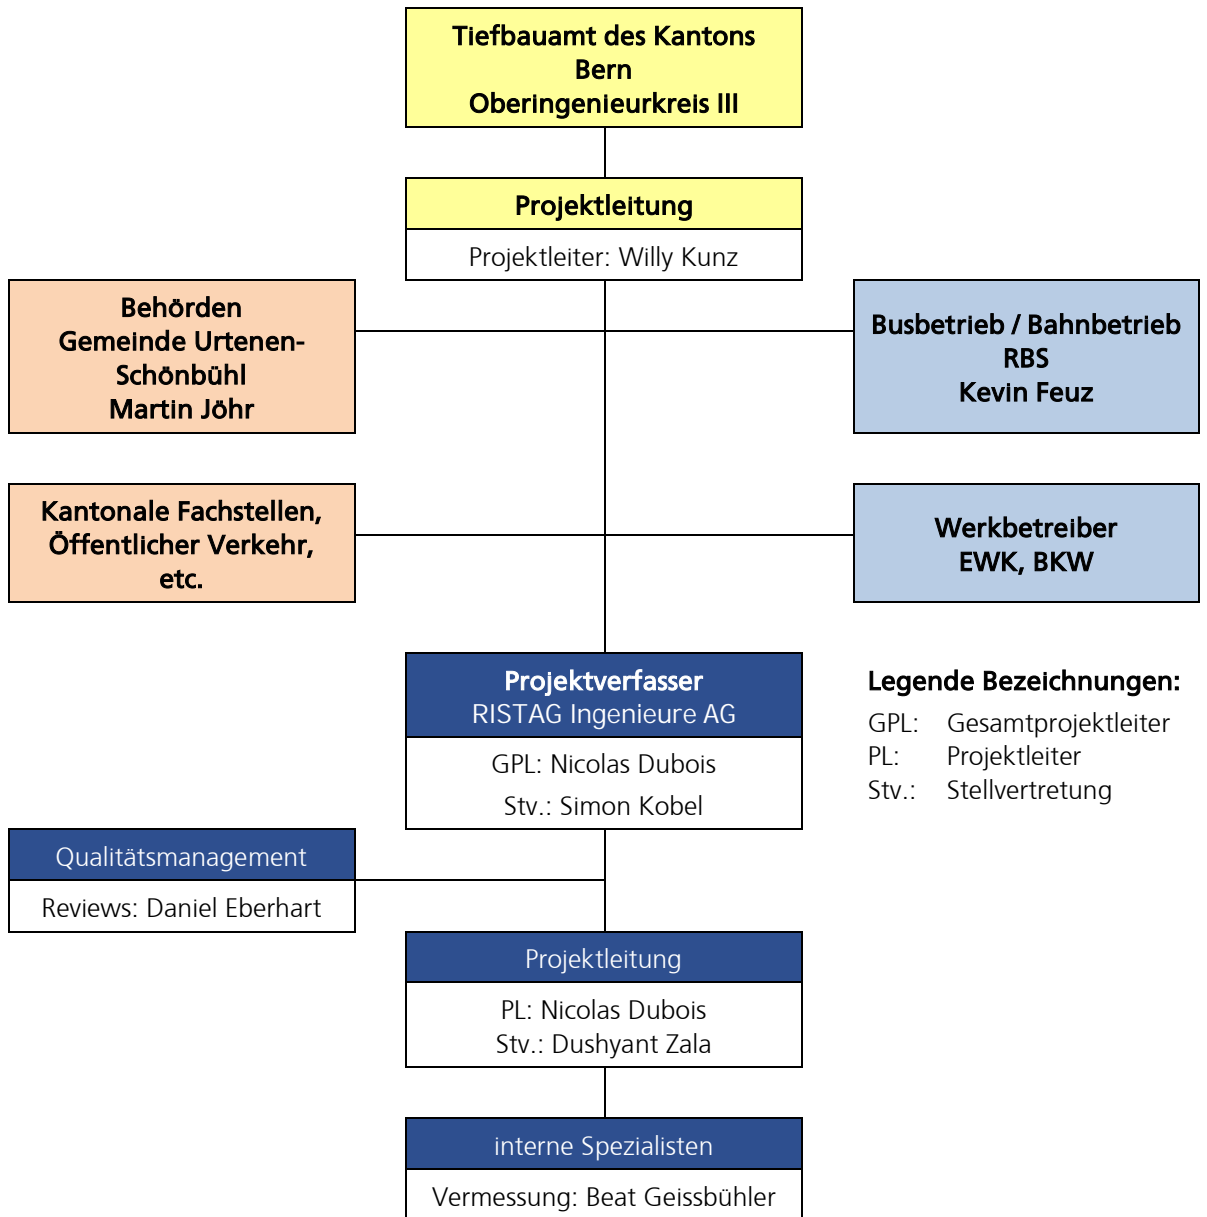 Tiefbauamt des Kantons
Bern
Oberingenieurkreis III
Projektleitung
Projektleiter: Willy Kunz
Behörden
Gemeinde Urtenen-
Schönbühl
Martin Jöhr
Busbetrieb / Bahnbetrieb
RBS
Kevin Feuz
Kantonale Fachstellen,
Öffentlicher Verkehr,
etc.
Werkbetreiber
EWK, BKW
Projektverfasser
RISTAG Ingenieure AG
GPL: Nicolas Dubois
Stv.: Simon Kobel
Legende Bezeichnungen:
GPL: Gesamtprojektleiter
PL: Projektleiter
Stv.: Stellvertretung
Qualitätsmanagement
Reviews: Daniel Eberhart
Projektleitung
PL: Nicolas Dubois
Stv.: Dushyant Zala
interne Spezialisten
Vermessung: Beat Geissbühler